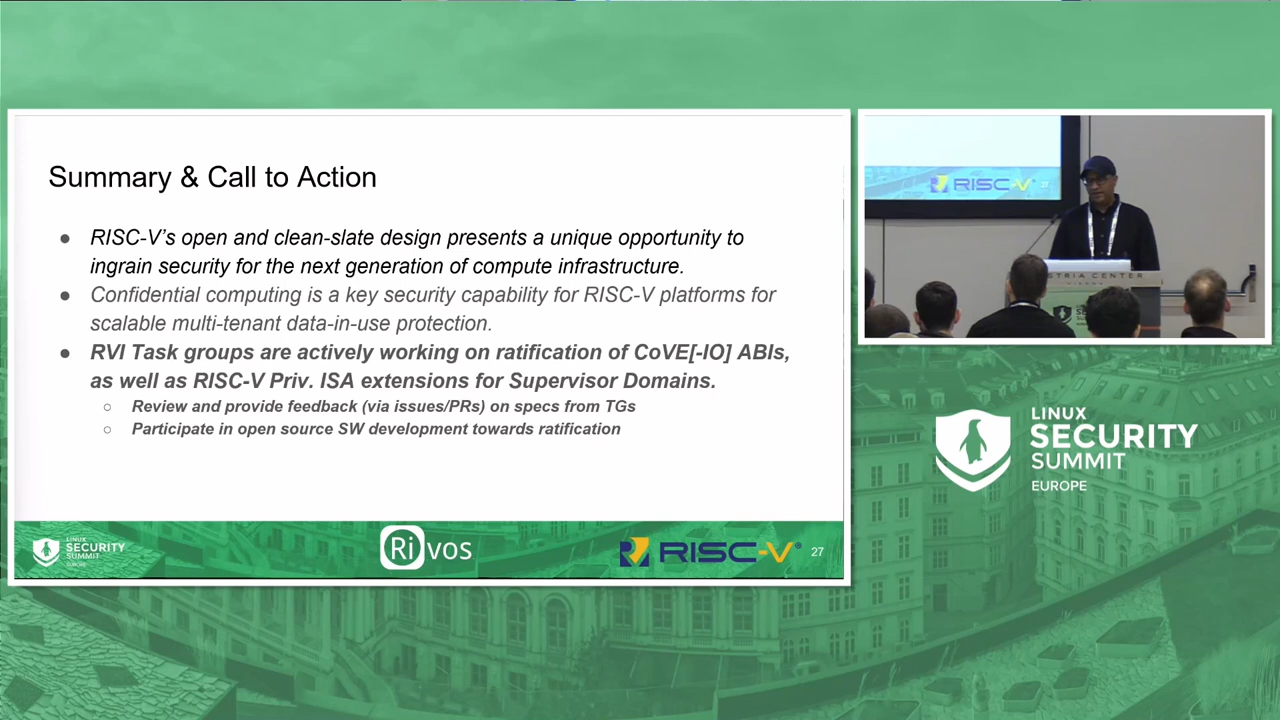 Summary & Call to Action
● RISC-V's open and clean-slate design presents a unique opportunity to
ingrain security for the next generation of compute infrastructure.
● Confidential computing is a key security capability for RISC-V platforms for
scalable multi-tenant data-in-use protection.
● RVI Task groups are actively working on ratification of CoVE[-IO] ABIs,
as well as RISC-V Priv. ISA extensions for Supervisor Domains.
○ Review and provide feedback (via issues/PRs) on specs from TGs
○ Participate in open source SW development towards ratification
LINUX
SECURITY
SUMMIT
EUROPE
Rivos
RISC-V®
27
RISC-V
STRIA CENTER
LINUX
SECURITY
SUMMIT
EUROPE